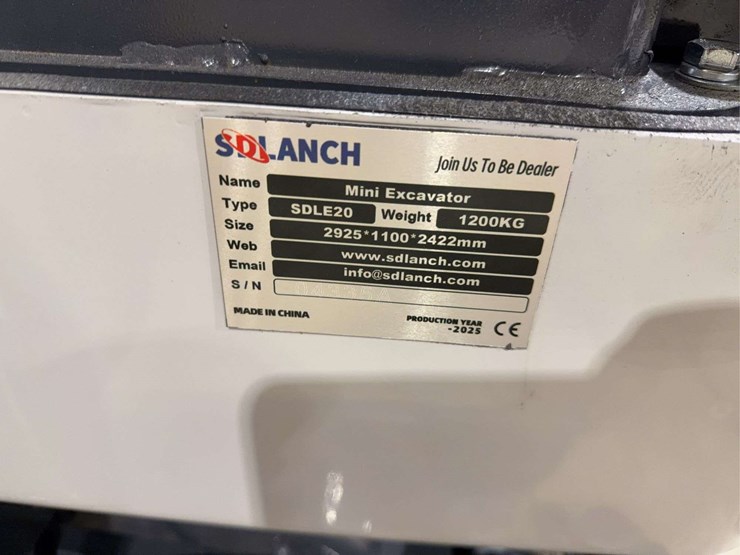 SDLANCH
Join Us To Be Dealer
Name Mini Excavator
Type SDLE20 Weight 1200KG
Size 2925*1100*2422mm
Web www.sdlanch.com
Email info@sdlanch.com
S / N
MADE IN CHINA
PRODUCTION YEAR
-2025
CE